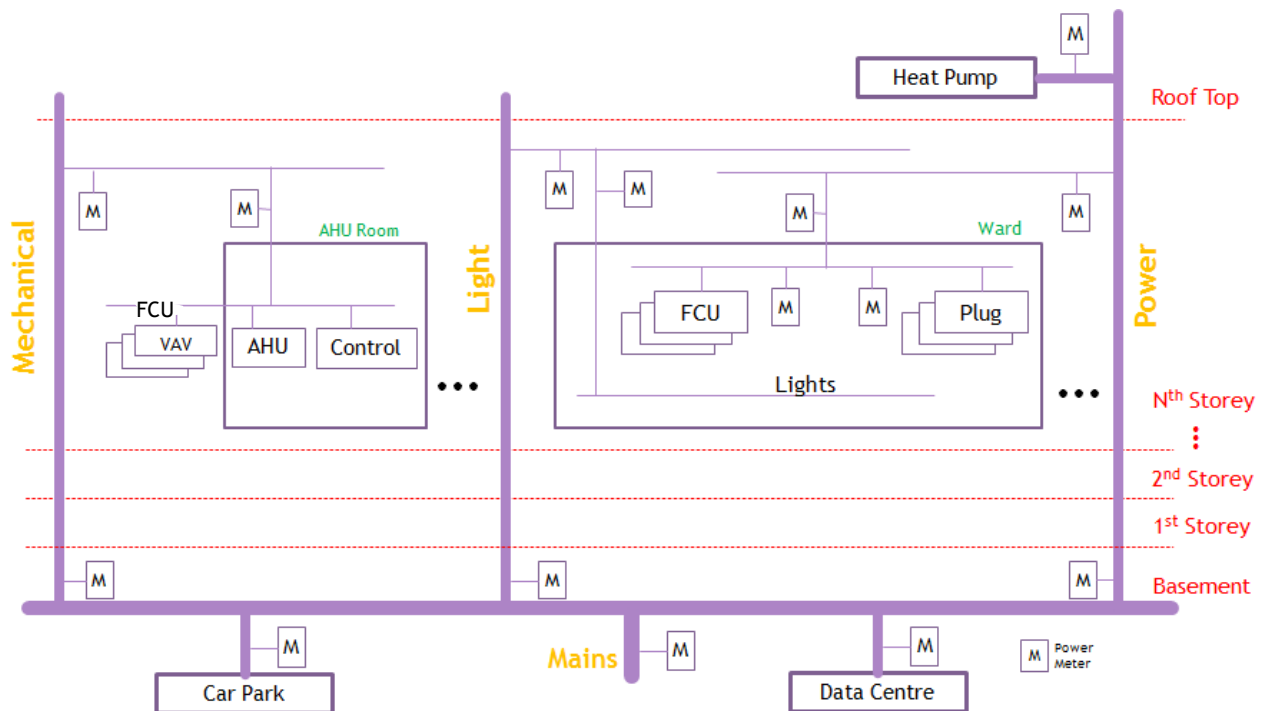 M
Heat Pump
Roof Top
M
M
M
M
M
M
AHU Room
Ward
Mechanical
Light
Power
FCU
VAV
AHU
Control
FCU
M
M
Plug
Lights
Nth Storey
2nd Storey
1st Storey
M
M
M
Basement
M
Mains
M
M
M
Power
Meter
Car Park
Data Centre